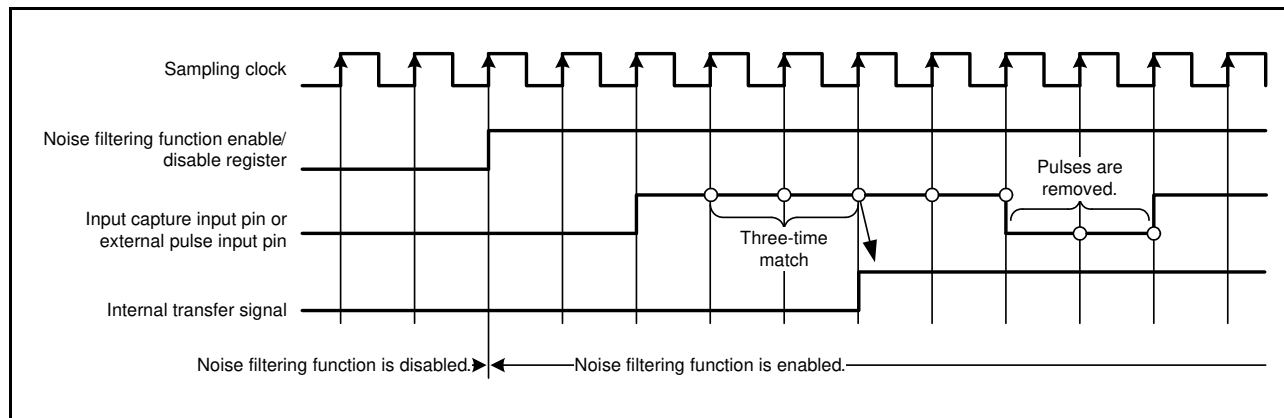 Sampling clock
Noise filtering function enable/
disable register
Pulses are
removed.
Input capture input pin or
external pulse input pin
Three-time
match
Internal transfer signal
Noise filtering function is disabled.
Noise filtering function is enabled.